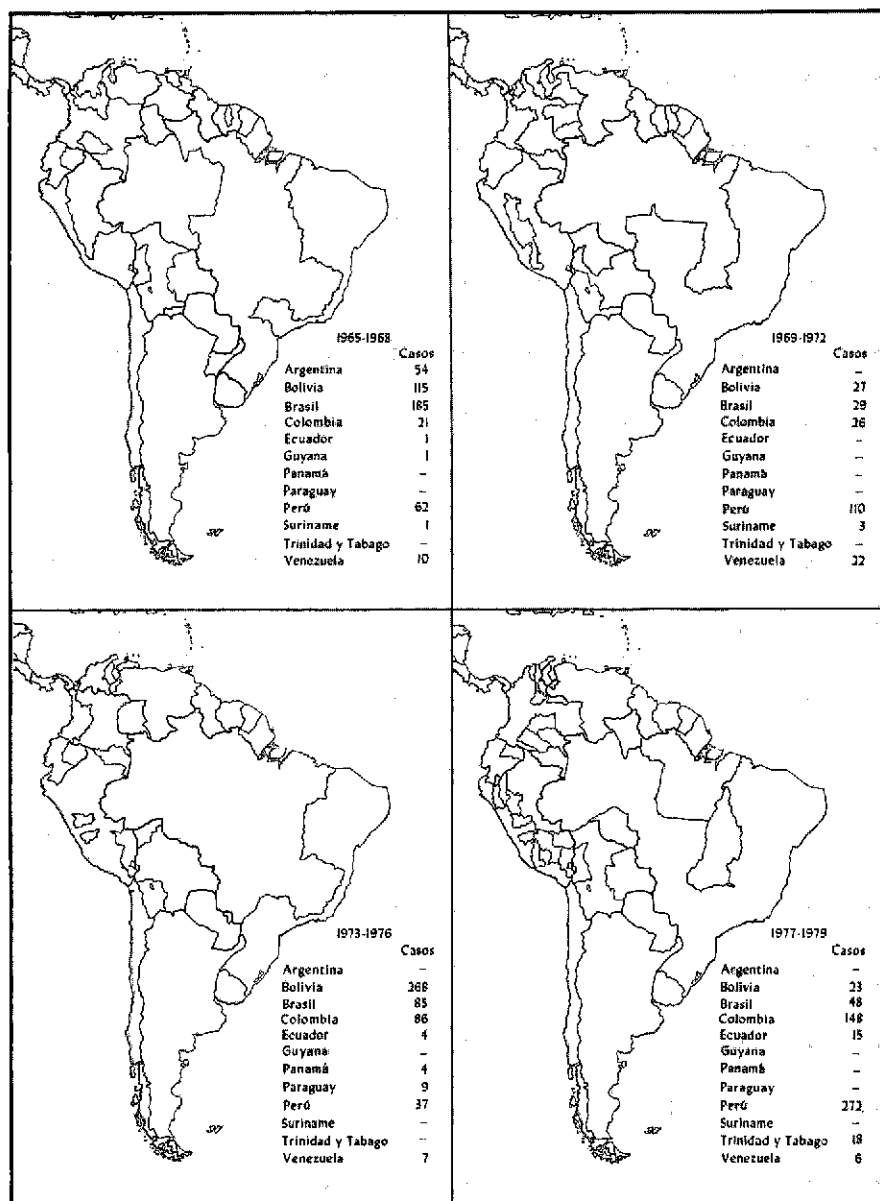 1965-1968
Casos
Argentina 54
Bolivia 115
Brasil 185
Colombia 21
Ecuador 1
Guyana 1
Panamá –
Paraguay –
Perú 62
Suriname 1
Trinidad y Tabago –
Venezuela 10
1969-1972
Casos
Argentina –
Bolivia 27
Brasil 29
Colombia 26
Ecuador –
Guyana –
Panamá –
Paraguay –
Perú 110
Suriname 3
Trinidad y Tabago –
Venezuela 22
1973-1976
Casos
Argentina –
Bolivia 268
Brasil 85
Colombia 86
Ecuador 4
Guyana –
Panamá 4
Paraguay 9
Perú 37
Suriname –
Trinidad y Tabago –
Venezuela 7
1977-1979
Casos
Argentina –
Bolivia 23
Brasil 48
Colombia 148
Ecuador 15
Guyana –
Panamá –
Paraguay –
Perú 272
Suriname –
Trinidad y Tabago 18
Venezuela 6